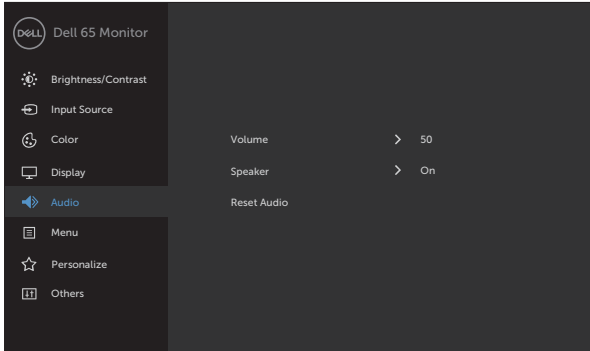 DELL Dell 65 Monitor
Brightness/Contrast
Input Source
Color
Volume 50
Display
Speaker On
Audio
Reset Audio
Menu
Personalize
Others